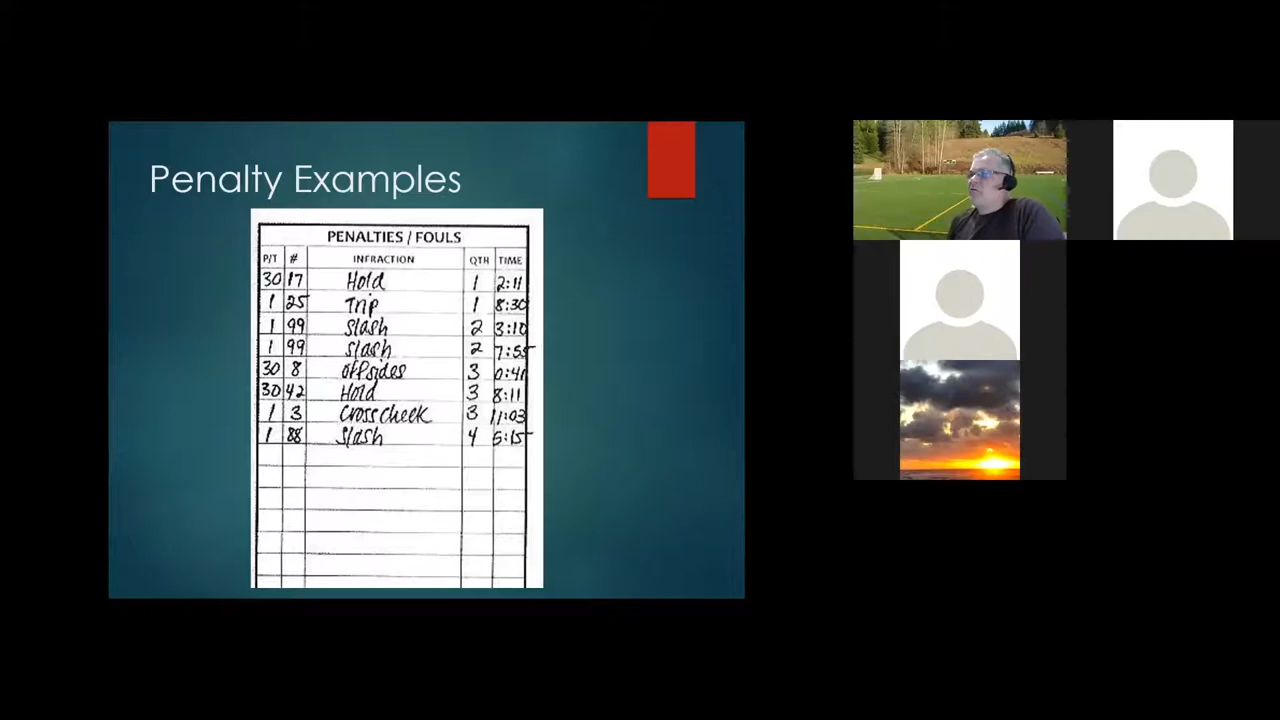 Penalty Examples
PENALTIES / FOULS
P/T # INFRACTION QTR TIME
30 17 Hold 1 2:11
1 25 Trip 1 8:30
1 99 Slash 2 3:10
1 99 Slash 2 7:55
30 8 offsides 3 0:41
30 42 Hold 3 8:11
1 3 Crosscheck 3 11:03
1 88 Slash 4 5:15